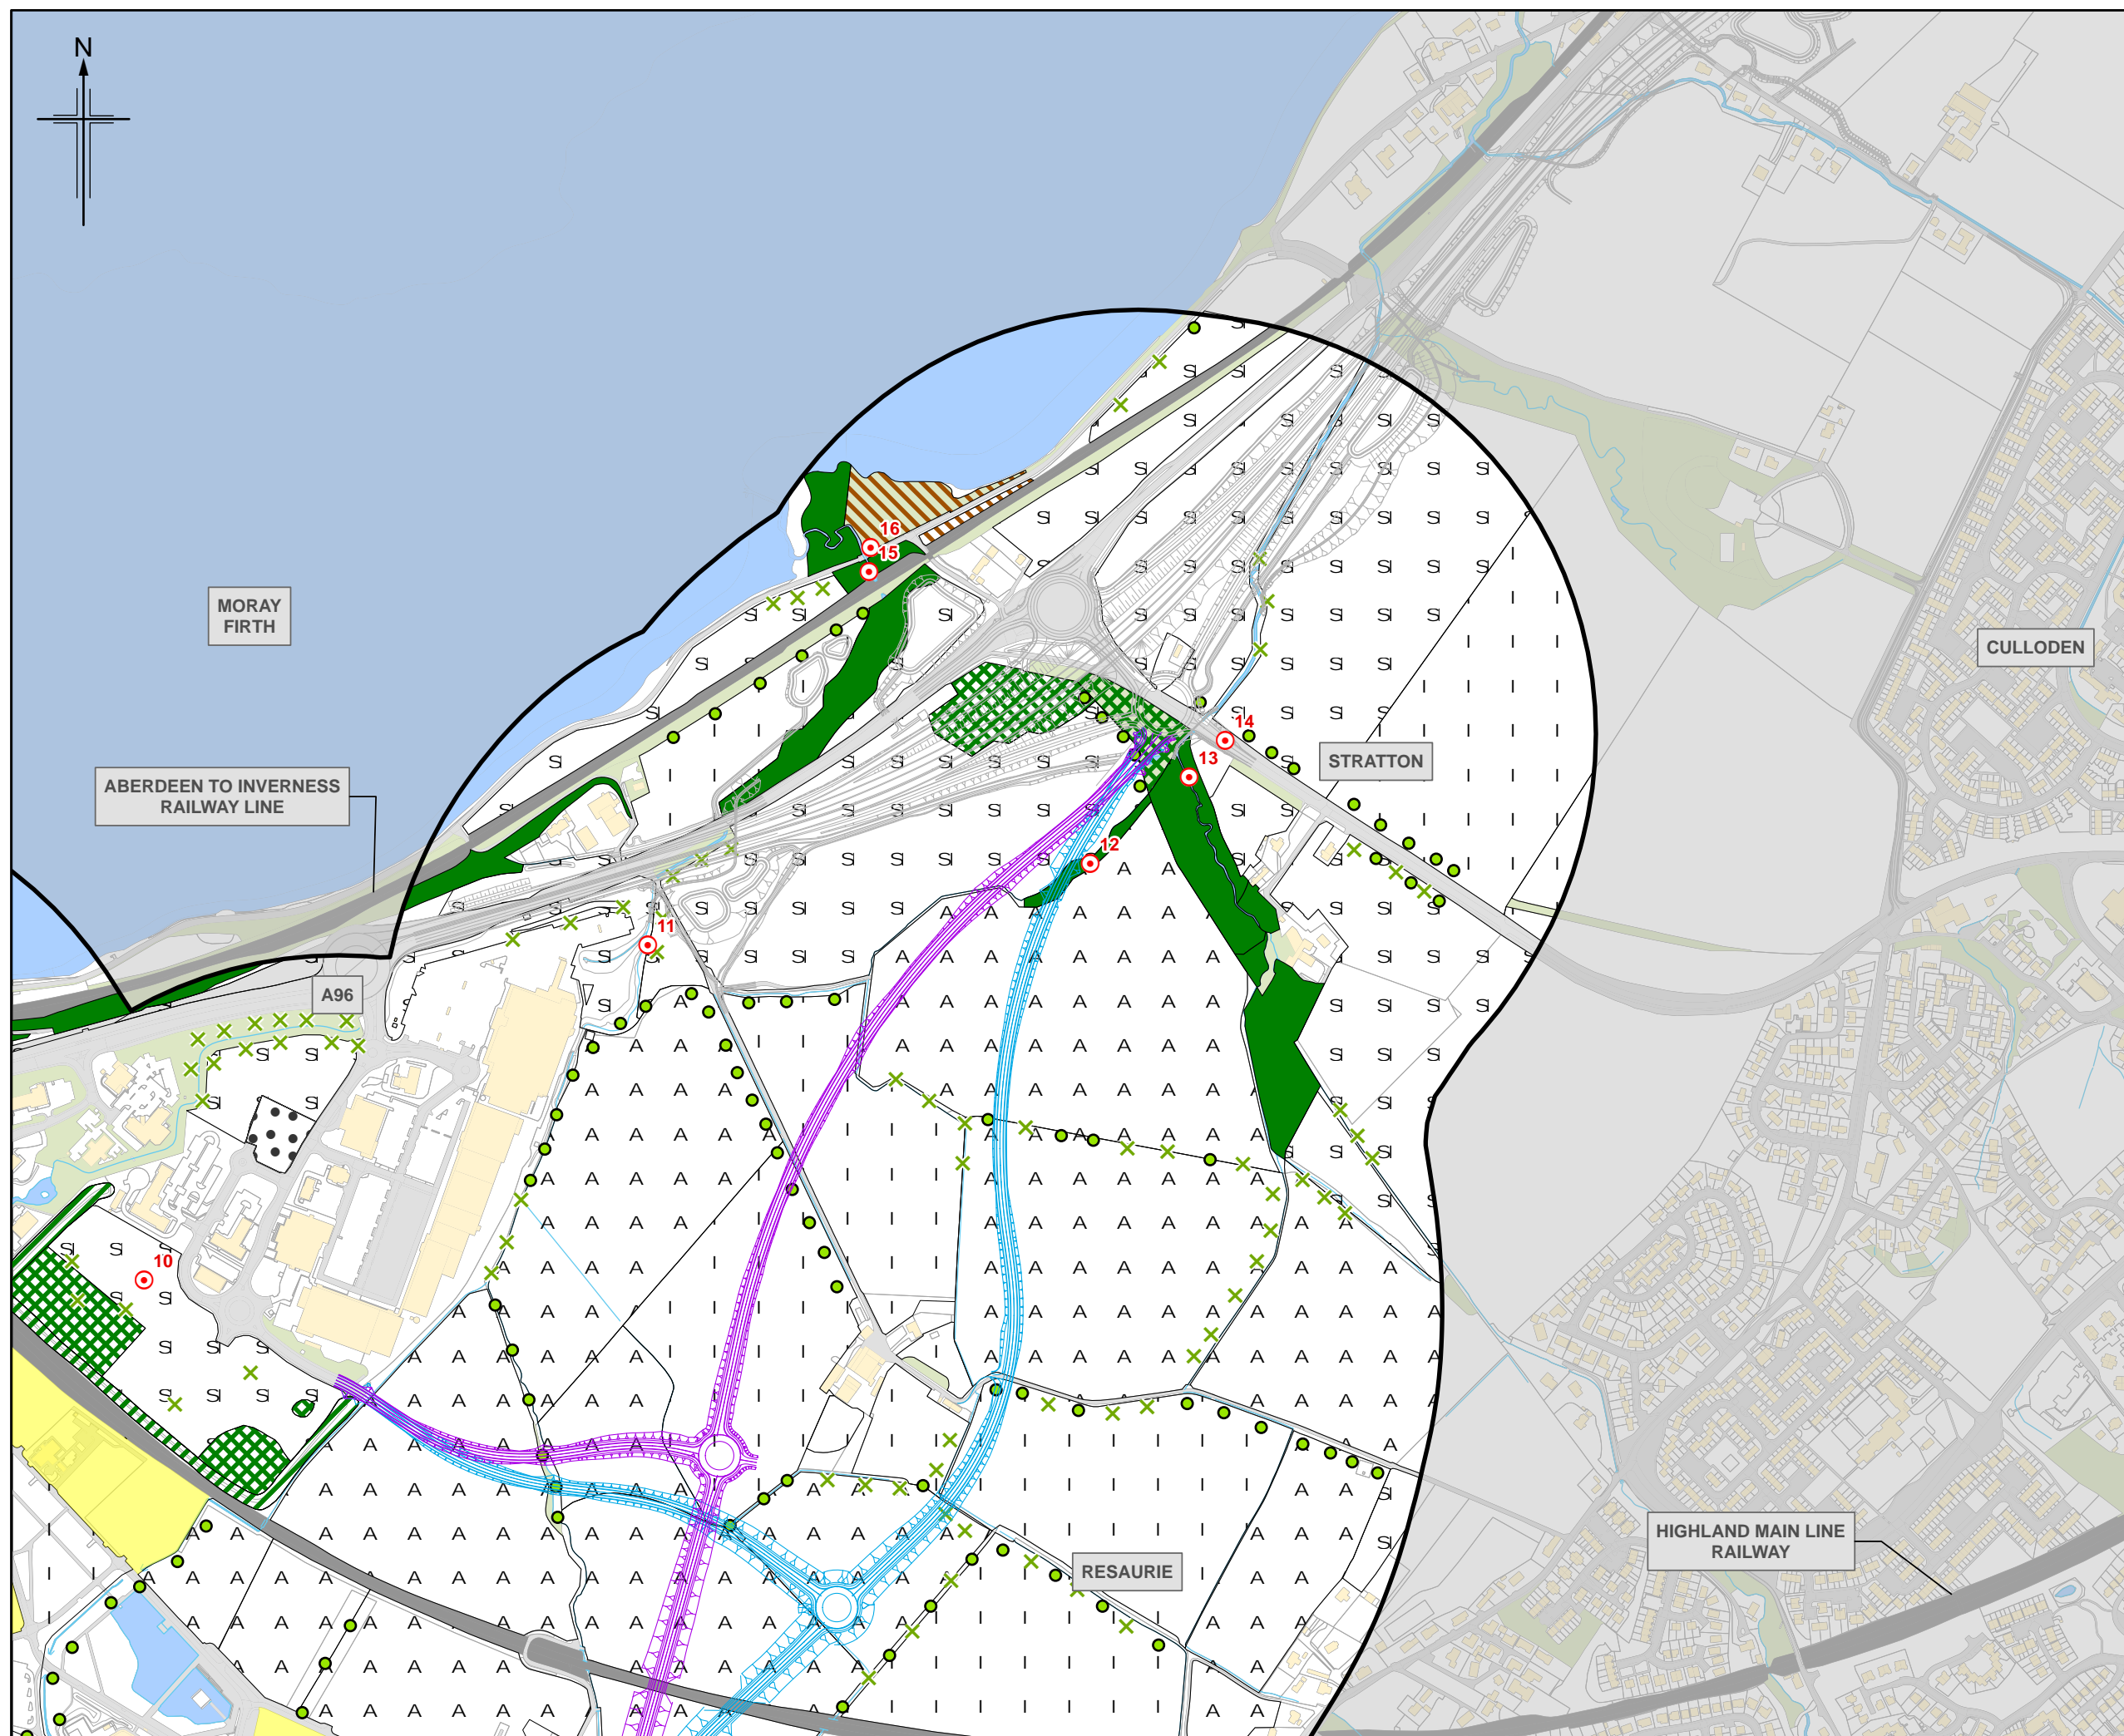 N
MORAY
FIRTH
ABERDEEN TO INVERNESS
RAILWAY LINE
A96
CULLODEN
STRATTON
RESAURIE
HIGHLAND MAIN LINE
RAILWAY
16
15
14
13
12
11
10